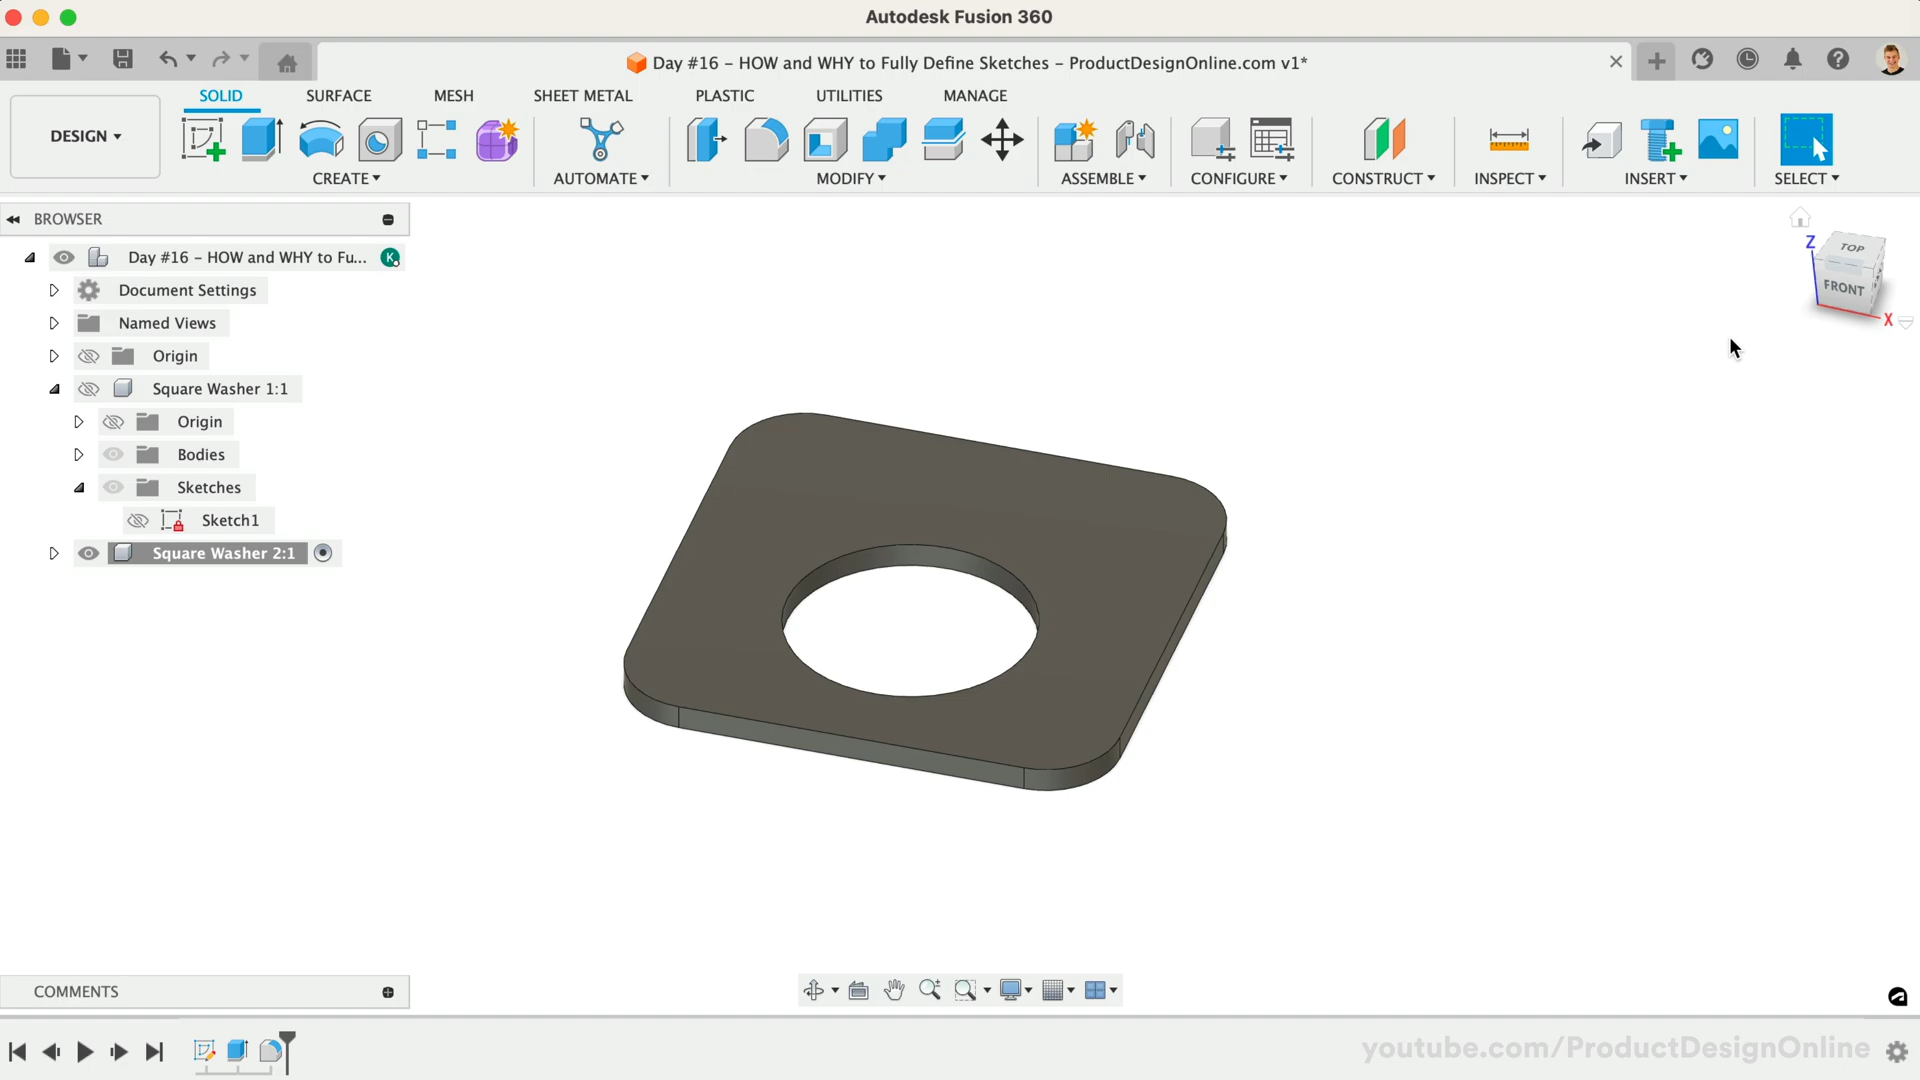 Autodesk Fusion 360
Day #16 – HOW and WHY to Fully Define Sketches – ProductDesignOnline.com v1*
SOLID SURFACE MESH SHEET METAL PLASTIC UTILITIES MANAGE
DESIGN
CREATE AUTOMATE MODIFY ASSEMBLE CONFIGURE CONSTRUCT INSPECT INSERT SELECT
BROWSER
Day #16 – HOW and WHY to Fu... K
Document Settings
Named Views
Origin
Square Washer 1:1
Origin
Bodies
Sketches
Sketch1
Square Washer 2:1
Z
TOP
FRONT
X
COMMENTS
youtube.com/ProductDesignOnline